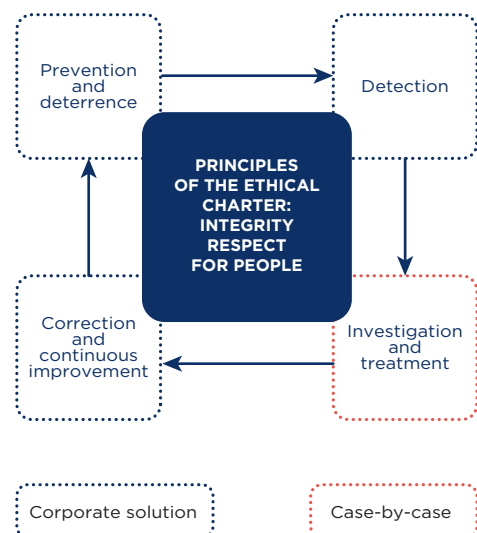 Prevention
and
deterrence
Detection
PRINCIPLES
OF THE ETHICAL
CHARTER:
INTEGRITY
RESPECT
FOR PEOPLE
Correction
and
continuous
improvement
Investigation
and
treatment
Corporate solution
Case-by-case